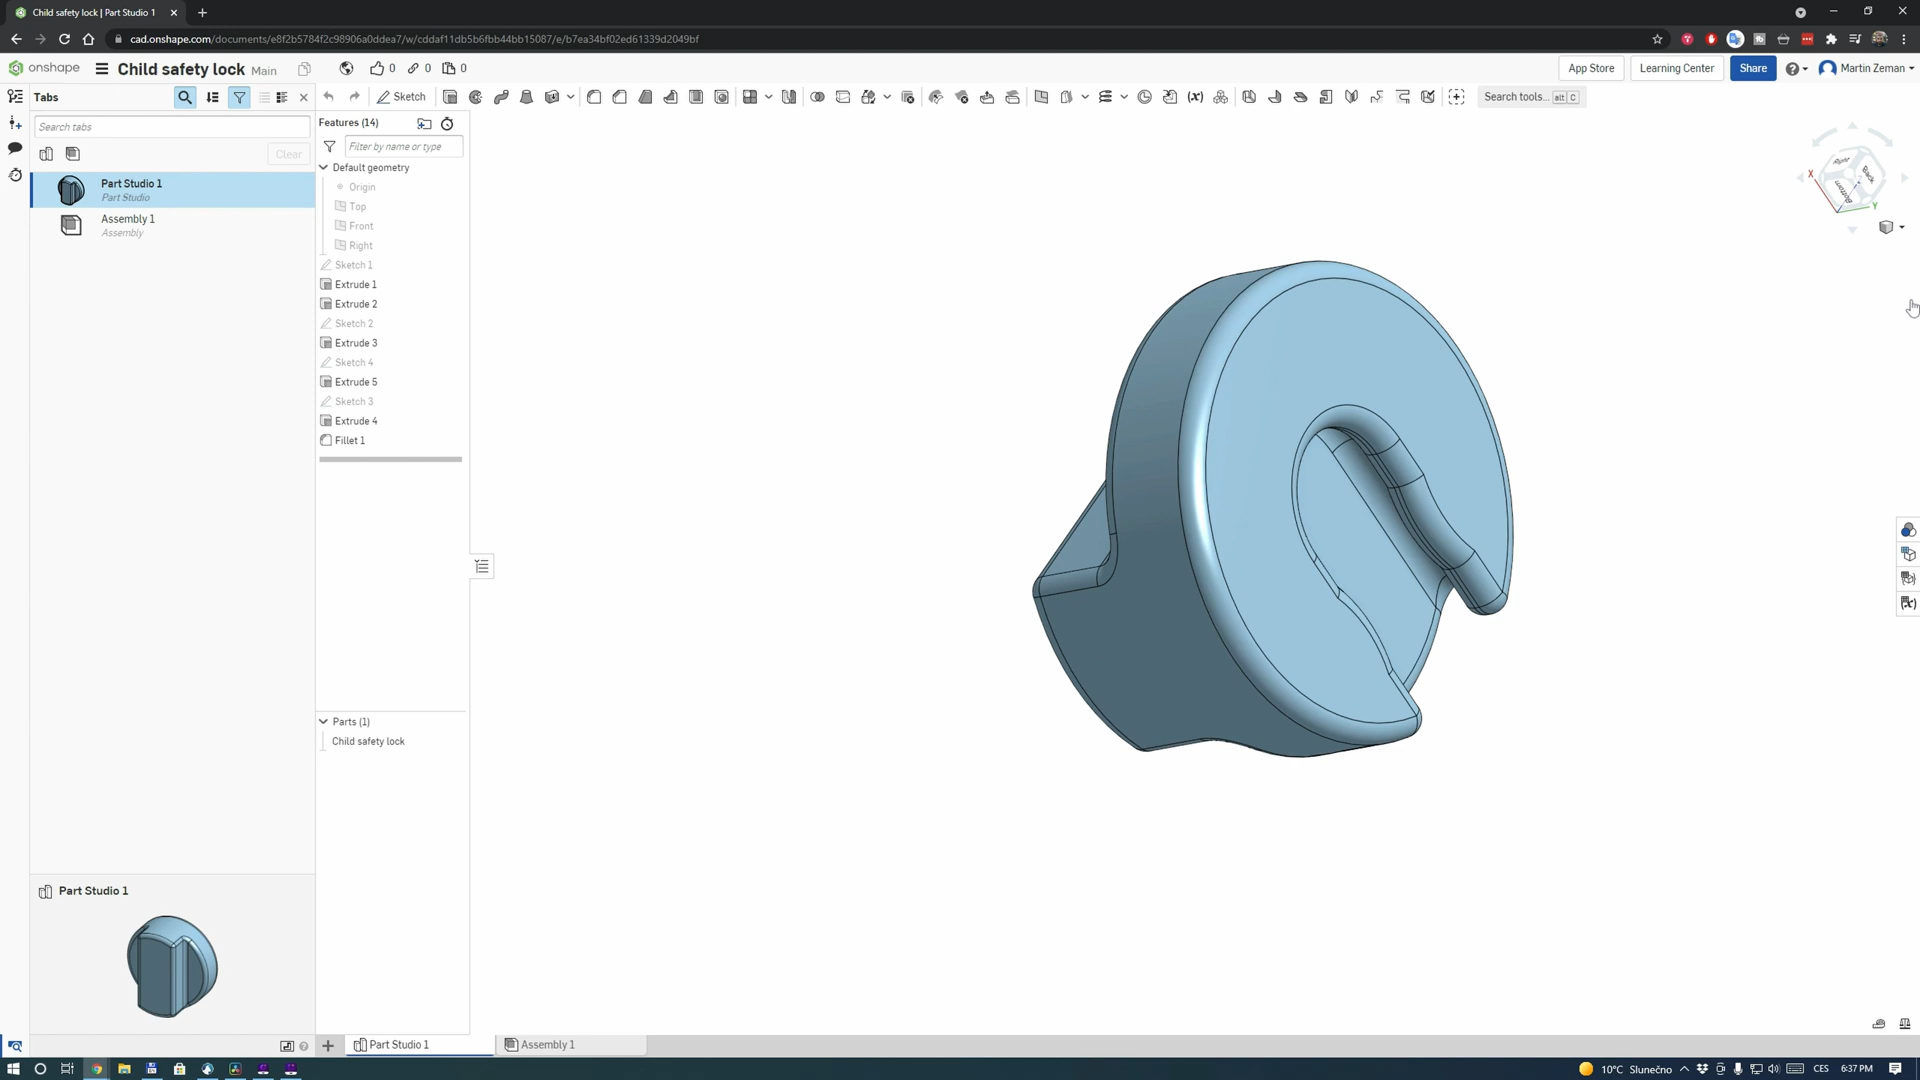 Child safety lock | Part Studio 1
cad.onshape.com/documents/e8f2b5784f2c98906a0ddea7/w/cddaf11db5b6fbb44bb15087/e/b7ea34bf02ed61339d2049bf
onshape
Child safety lock Main
0 0 0
App Store
Learning Center
Share
Martin Zeman
Tabs
Sketch
(x)
Search tools... alt C
Search tabs
Clear
Part Studio 1
Part Studio
Assembly 1
Assembly
Features (14)
Filter by name or type
Default geometry
Origin
Top
Front
Right
Sketch 1
Extrude 1
Extrude 2
Sketch 2
Extrude 3
Sketch 4
Extrude 5
Sketch 3
Extrude 4
Fillet 1
Right
Back
Bottom
X
Y
Z
Parts (1)
Child safety lock
Part Studio 1
Part Studio 1
Assembly 1
10°C Slunečno
CES
6:37 PM